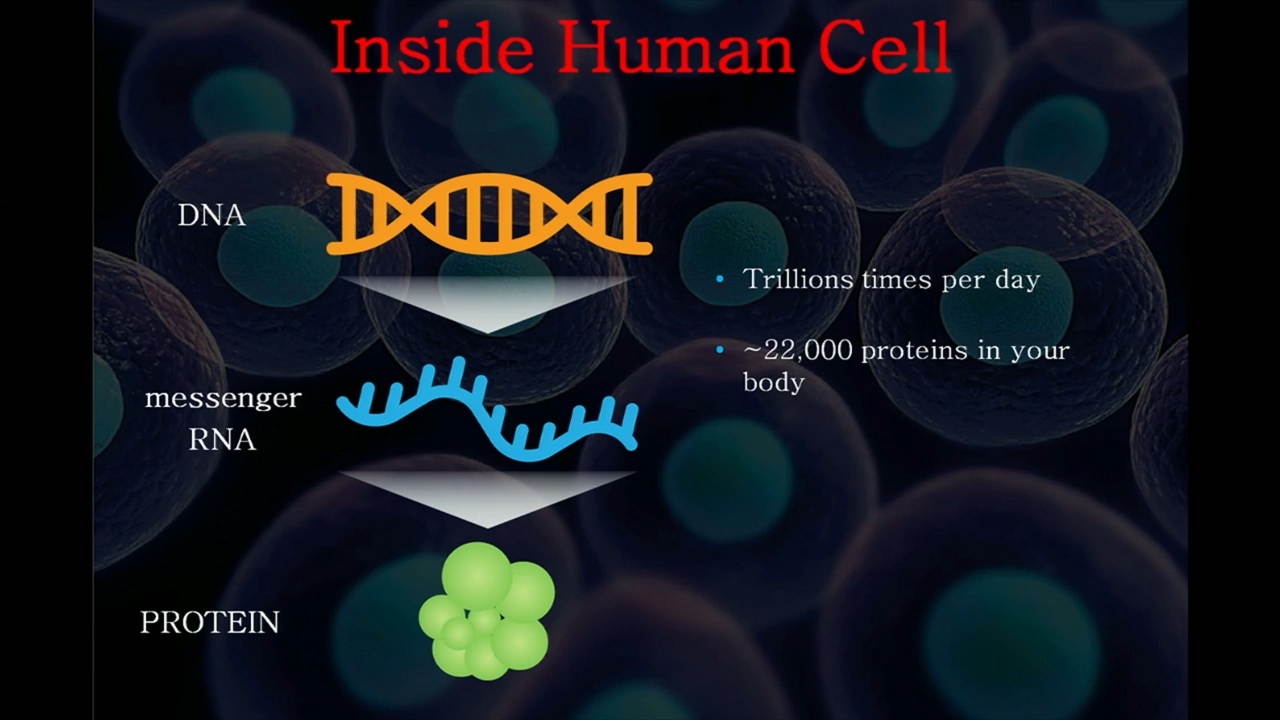 Inside Human Cell
DNA
• Trillions times per day
• ~22,000 proteins in your
body
messenger
RNA
PROTEIN